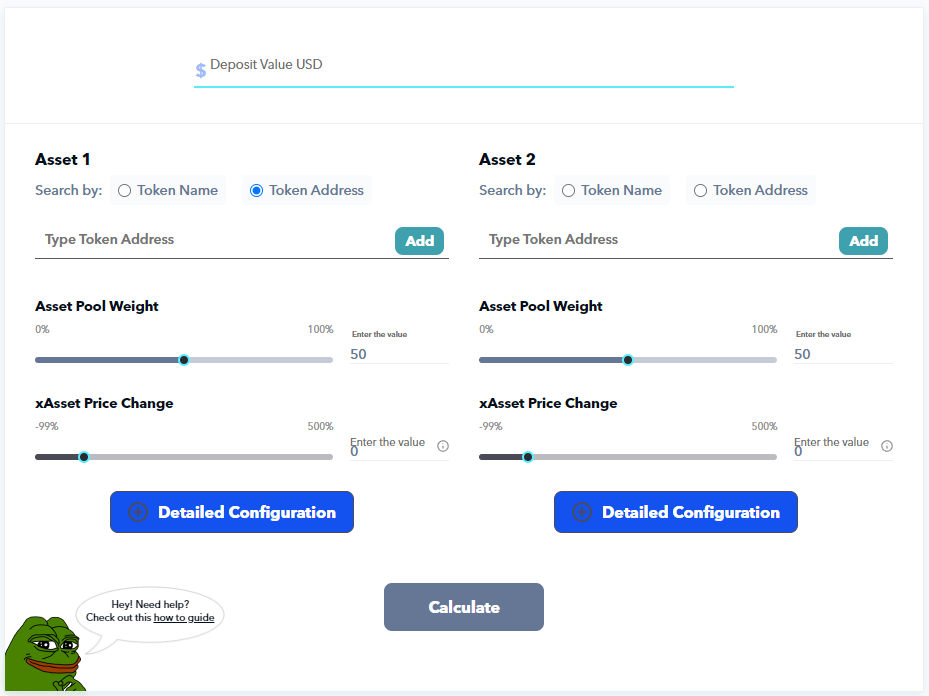 $ Deposit Value USD
Asset 1
Search by: Token Name Token Address
Type Token Address Add
Asset Pool Weight
0% 100%
Enter the value
50
xAsset Price Change
-99% 500%
Enter the value
0
Detailed Configuration
Asset 2
Search by: Token Name Token Address
Type Token Address Add
Asset Pool Weight
0% 100%
Enter the value
50
xAsset Price Change
-99% 500%
Enter the value
0
Detailed Configuration
Hey! Need help?
Check out this how to guide
Calculate